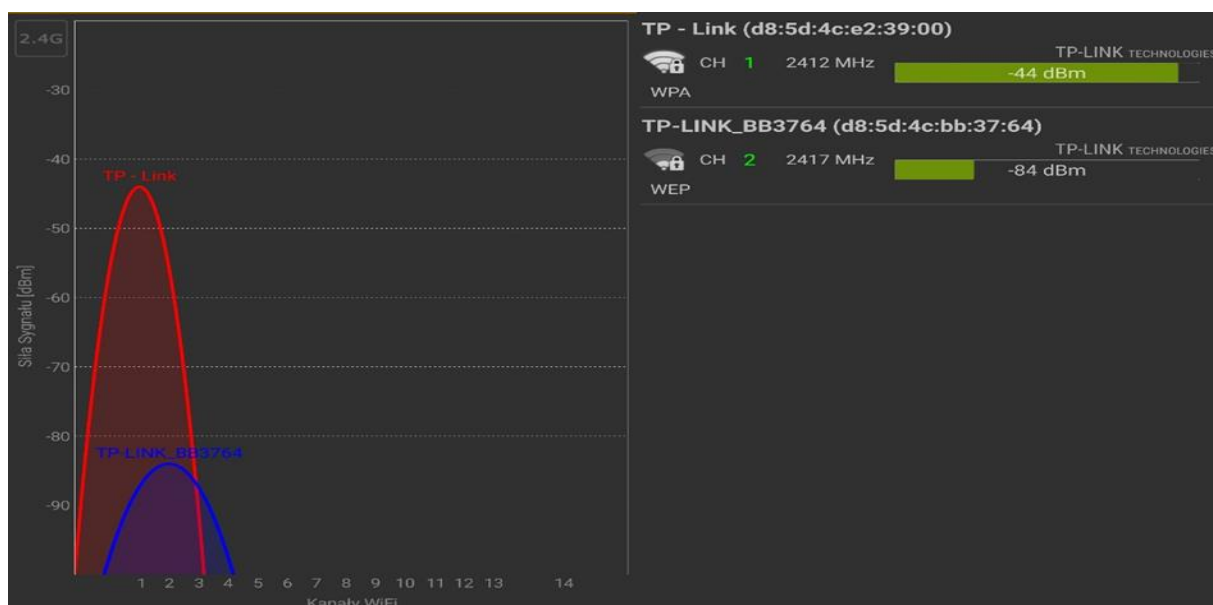 2.4G
-30
-40
-50
-60
-70
-80
-90
Siła Sygnału [dBm]
TP - Link
TP-LINK_BB3764
1 2 3 4 5 6 7 8 9 10 11 12 13 14
Kanały WiFi
TP - Link (d8:5d:4c:e2:39:00)
TP-LINK TECHNOLOGIES
CH 1 2412 MHz -44 dBm
WPA
TP-LINK_BB3764 (d8:5d:4c:bb:37:64)
TP-LINK TECHNOLOGIES
CH 2 2417 MHz -84 dBm
WEP